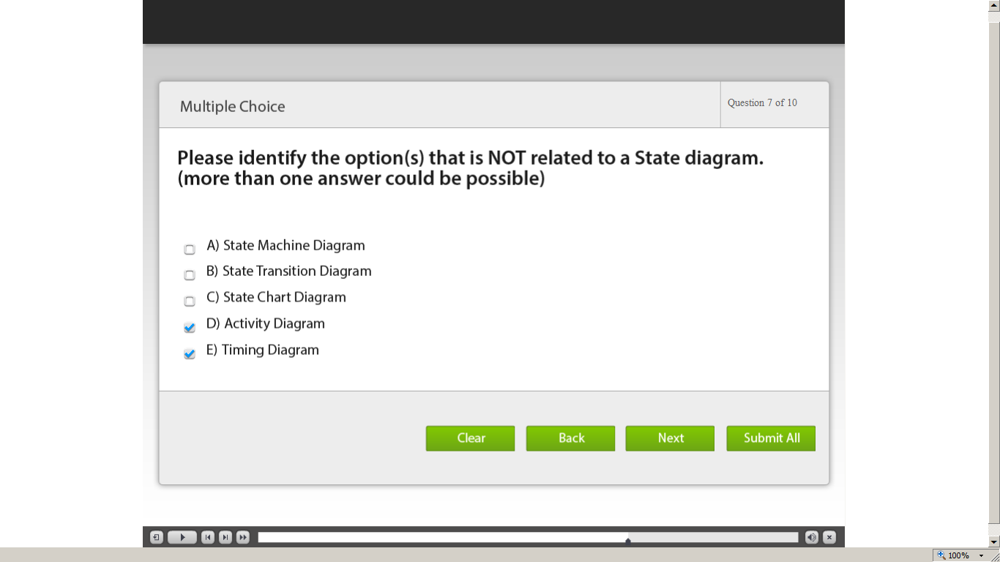 Multiple Choice
Question 7 of 10
Please identify the option(s) that is NOT related to a State diagram.
(more than one answer could be possible)
A) State Machine Diagram
B) State Transition Diagram
C) State Chart Diagram
D) Activity Diagram
E) Timing Diagram
Clear Back Next Submit All
100%